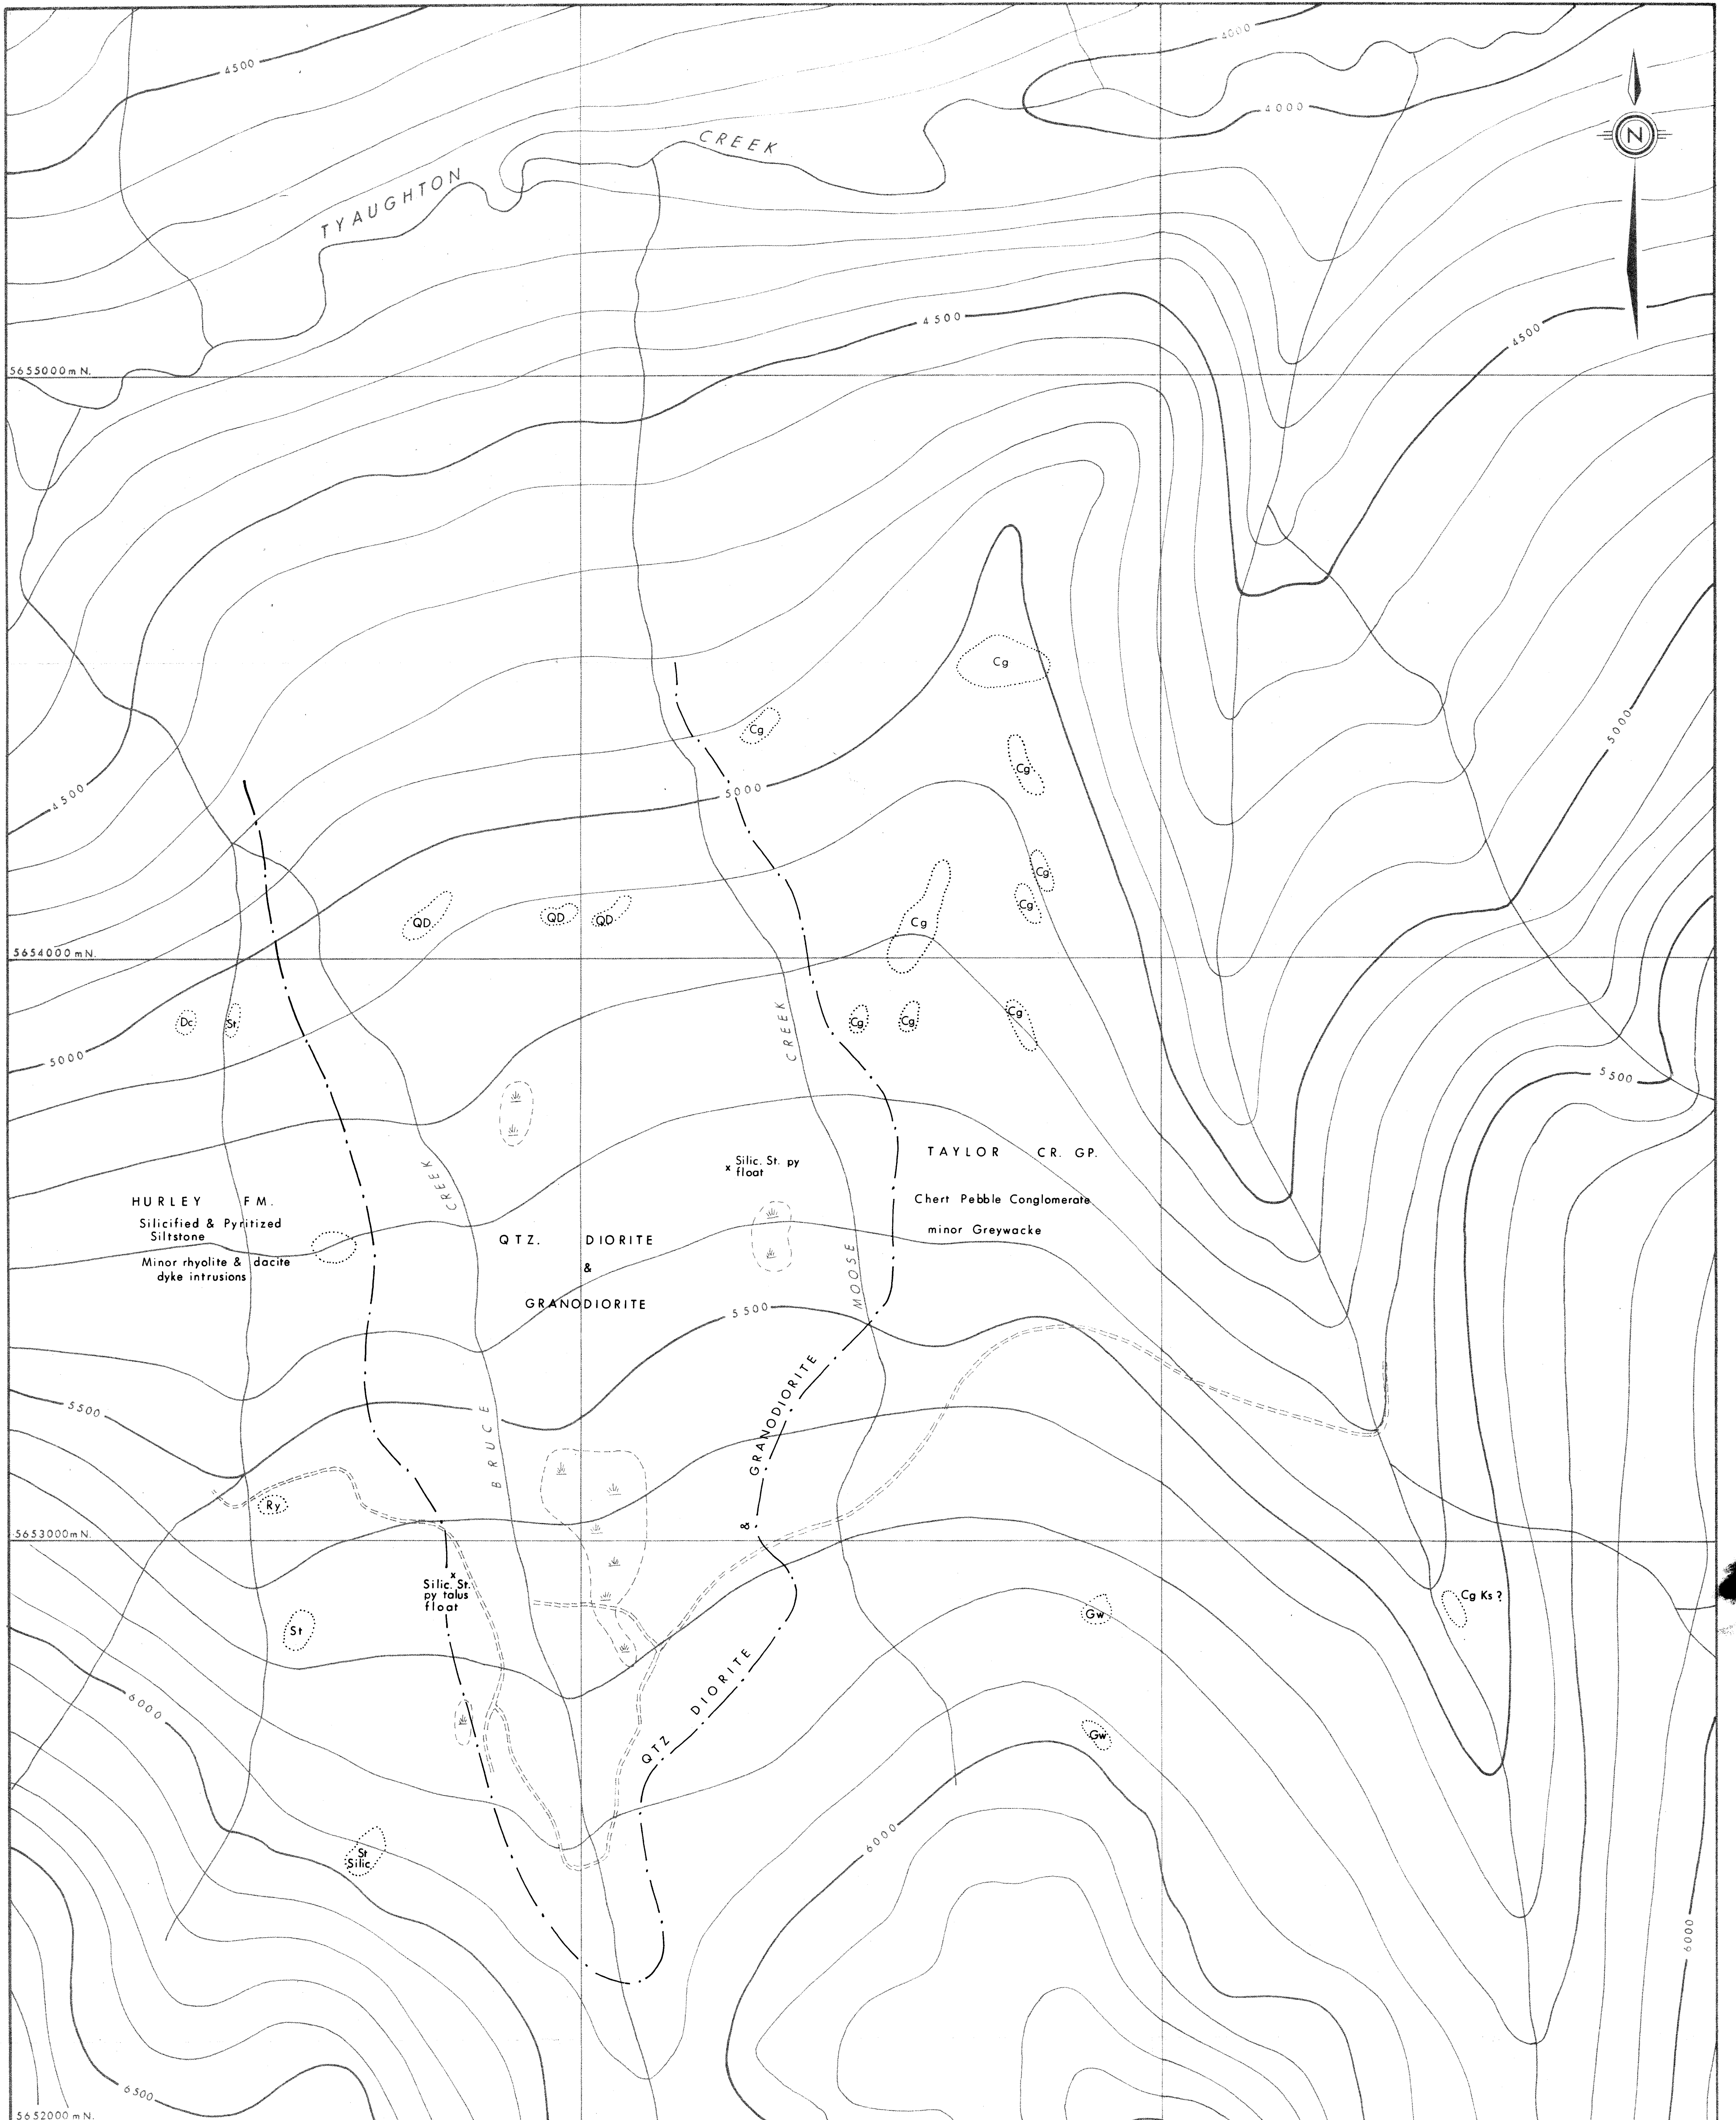 4000
4500
N
4000
CREEK
TYAUGHTON
4500
4500
5655000 m N.
Cg
Cg
5000
Cg
5000
4500
Cg
Cg
QD.
QD
QD
Cg
5654000 m N.
Dc
St.
Cg
Cg
Cg
CREEK
5000
5500
TAYLOR CR. GP.
Silic. St. py
x float
CREEK
HURLEY FM.
Chert Pebble Conglomerate
Silicified & Pyritized
Siltstone
minor Greywacke
QTZ. DIORITE
Minor rhyolite & dacite
dyke intrusions
&
MOOSE
GRANODIORITE
5500
5500
GRANODIORITE
BRUCE
Ry
&
5653000 m N.
x
Silic. St.
py talus
float
Cg Ks ?
Gw
St
DIORITE
6000
Gw
QTZ
6000
St
Silic.
6000
6500
5652000 m N.